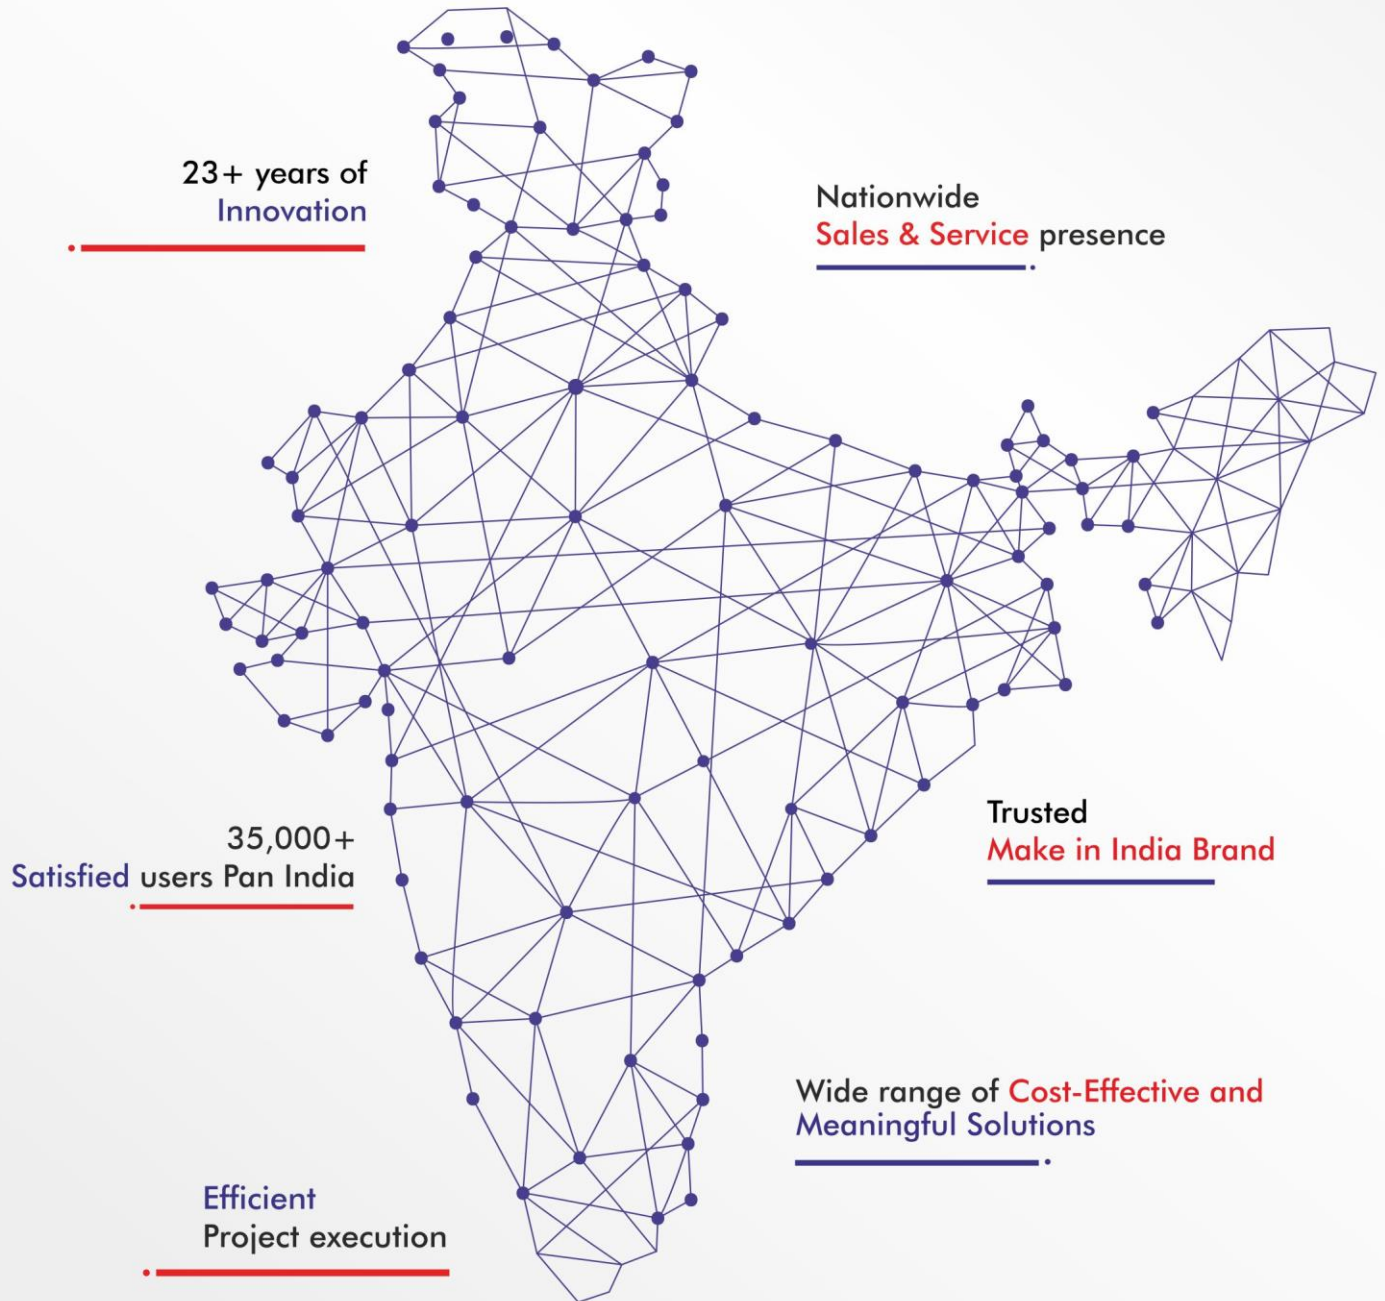 23+ years of
Innovation
Nationwide
Sales & Service presence
35,000+
Satisfied users Pan India
Trusted
Make in India Brand
Wide range of Cost-Effective and
Meaningful Solutions
Efficient
Project execution